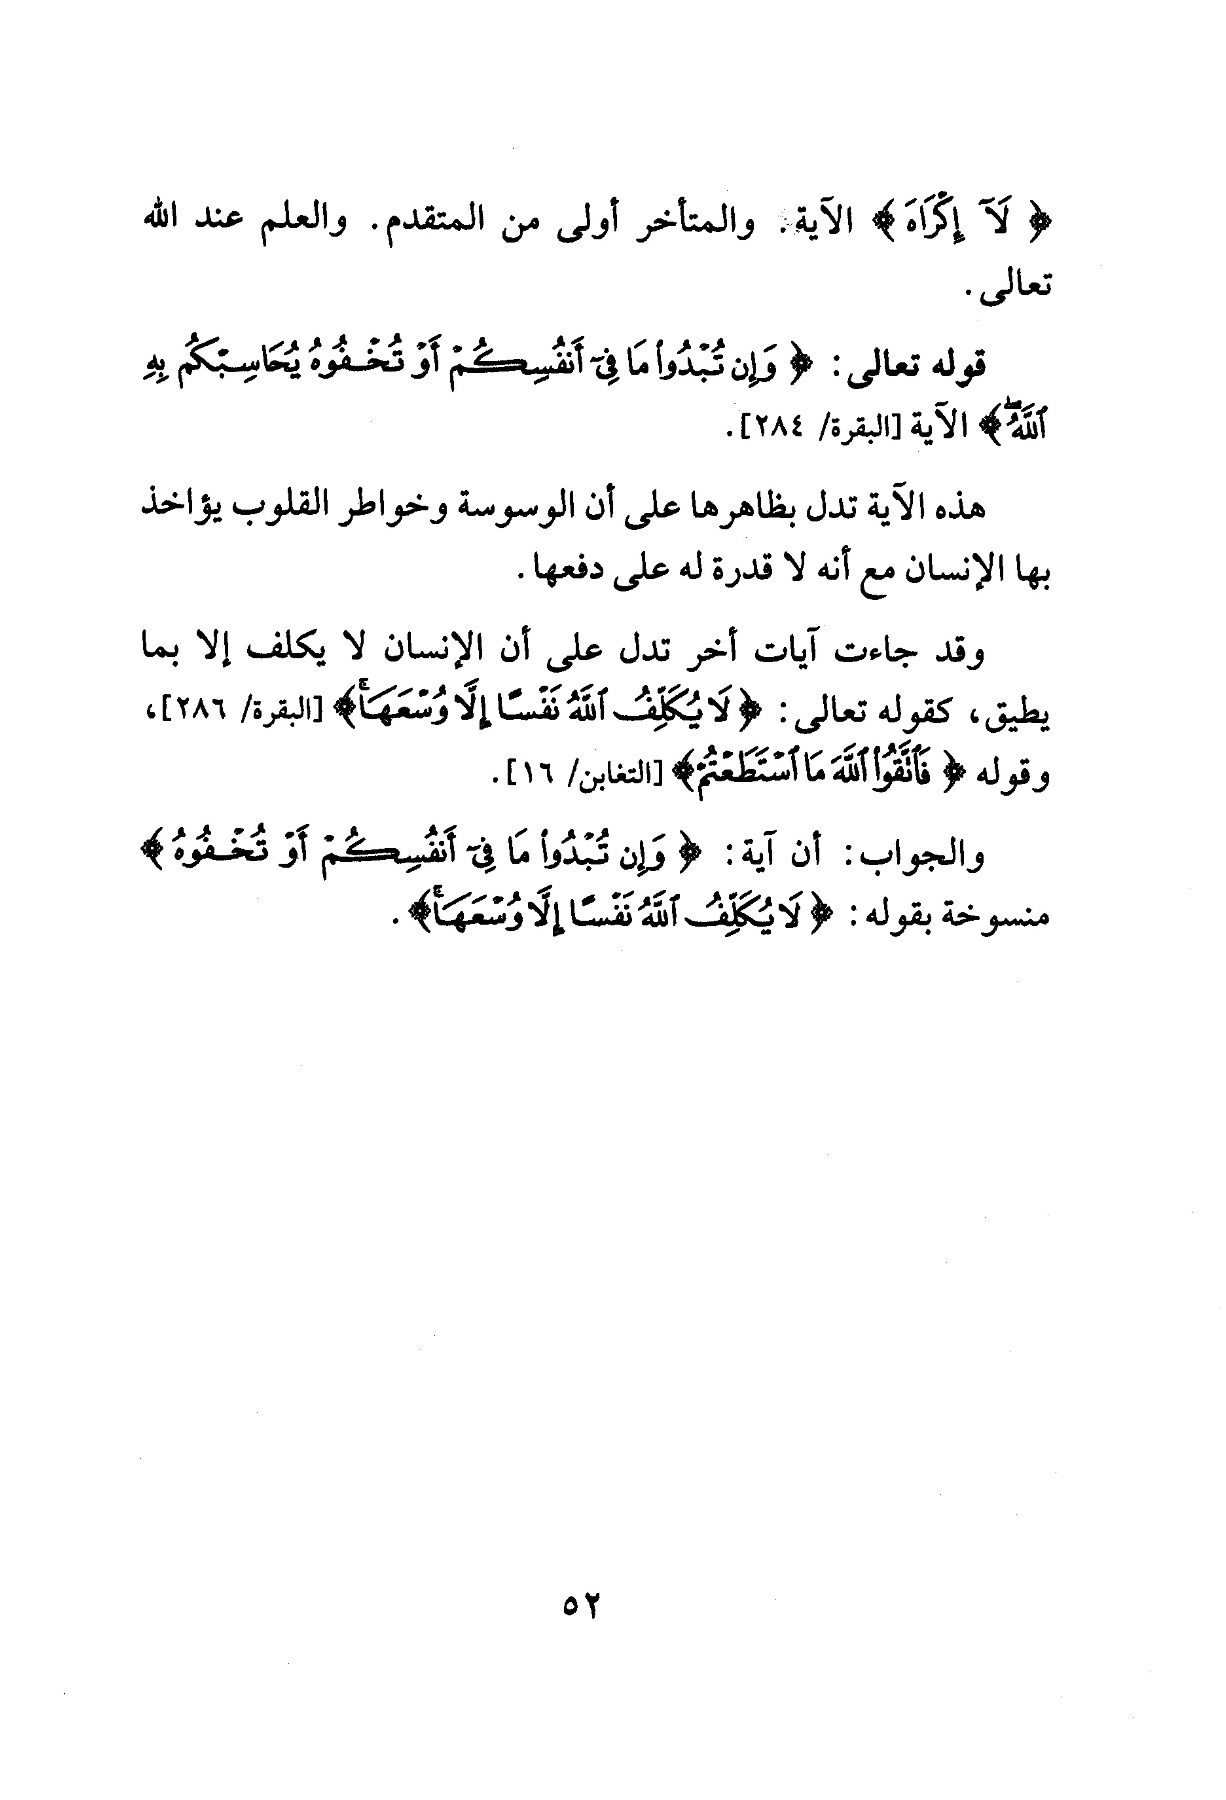 ﴿ لَآ إِكْرَاهَ ﴾ الآية. والمتأخر أولى من المتقدم. والعلم عند الله
تعالى.
قوله تعالى: ﴿ وَإِن تُبْدُوا۟ مَا فِىٓ أَنفُسِكُمْ أَوْ تُخْفُوهُ يُحَاسِبْكُم بِهِ
ٱللَّهُۖ ﴾ الآية [البقرة/ ٢٨٤].
هذه الآية تدل بظاهرها على أن الوسوسة وخواطر القلوب يؤاخذ
بها الإنسان مع أنه لا قدرة له على دفعها.
وقد جاءت آيات أخر تدل على أن الإنسان لا يكلف إلا بما
يطيق، كقوله تعالى: ﴿ لَا يُكَلِّفُ ٱللَّهُ نَفْسًا إِلَّا وُسْعَهَاۚ ﴾ [البقرة/ ٢٨٦]،
وقوله ﴿ فَٱتَّقُوا۟ ٱللَّهَ مَا ٱسْتَطَعْتُمْ ﴾ [التغابن/ ١٦].
والجواب: أن آية: ﴿ وَإِن تُبْدُوا۟ مَا فِىٓ أَنفُسِكُمْ أَوْ تُخْفُوهُ ﴾
منسوخة بقوله: ﴿ لَا يُكَلِّفُ ٱللَّهُ نَفْسًا إِلَّا وُسْعَهَاۚ ﴾.
٥٢